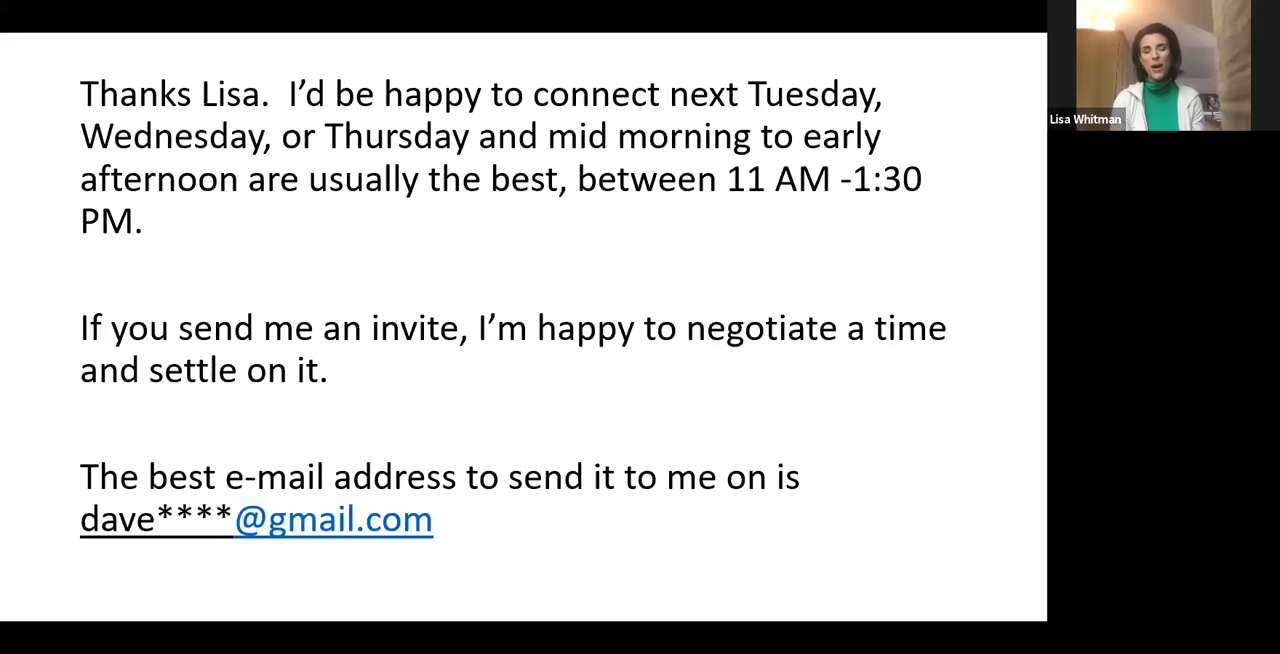 Thanks Lisa.  I’d be happy to connect next Tuesday,
Wednesday, or Thursday and mid morning to early
afternoon are usually the best, between 11 AM -1:30
PM.
If you send me an invite, I’m happy to negotiate a time
and settle on it.
The best e-mail address to send it to me on is
dave****@gmail.com
Lisa Whitman